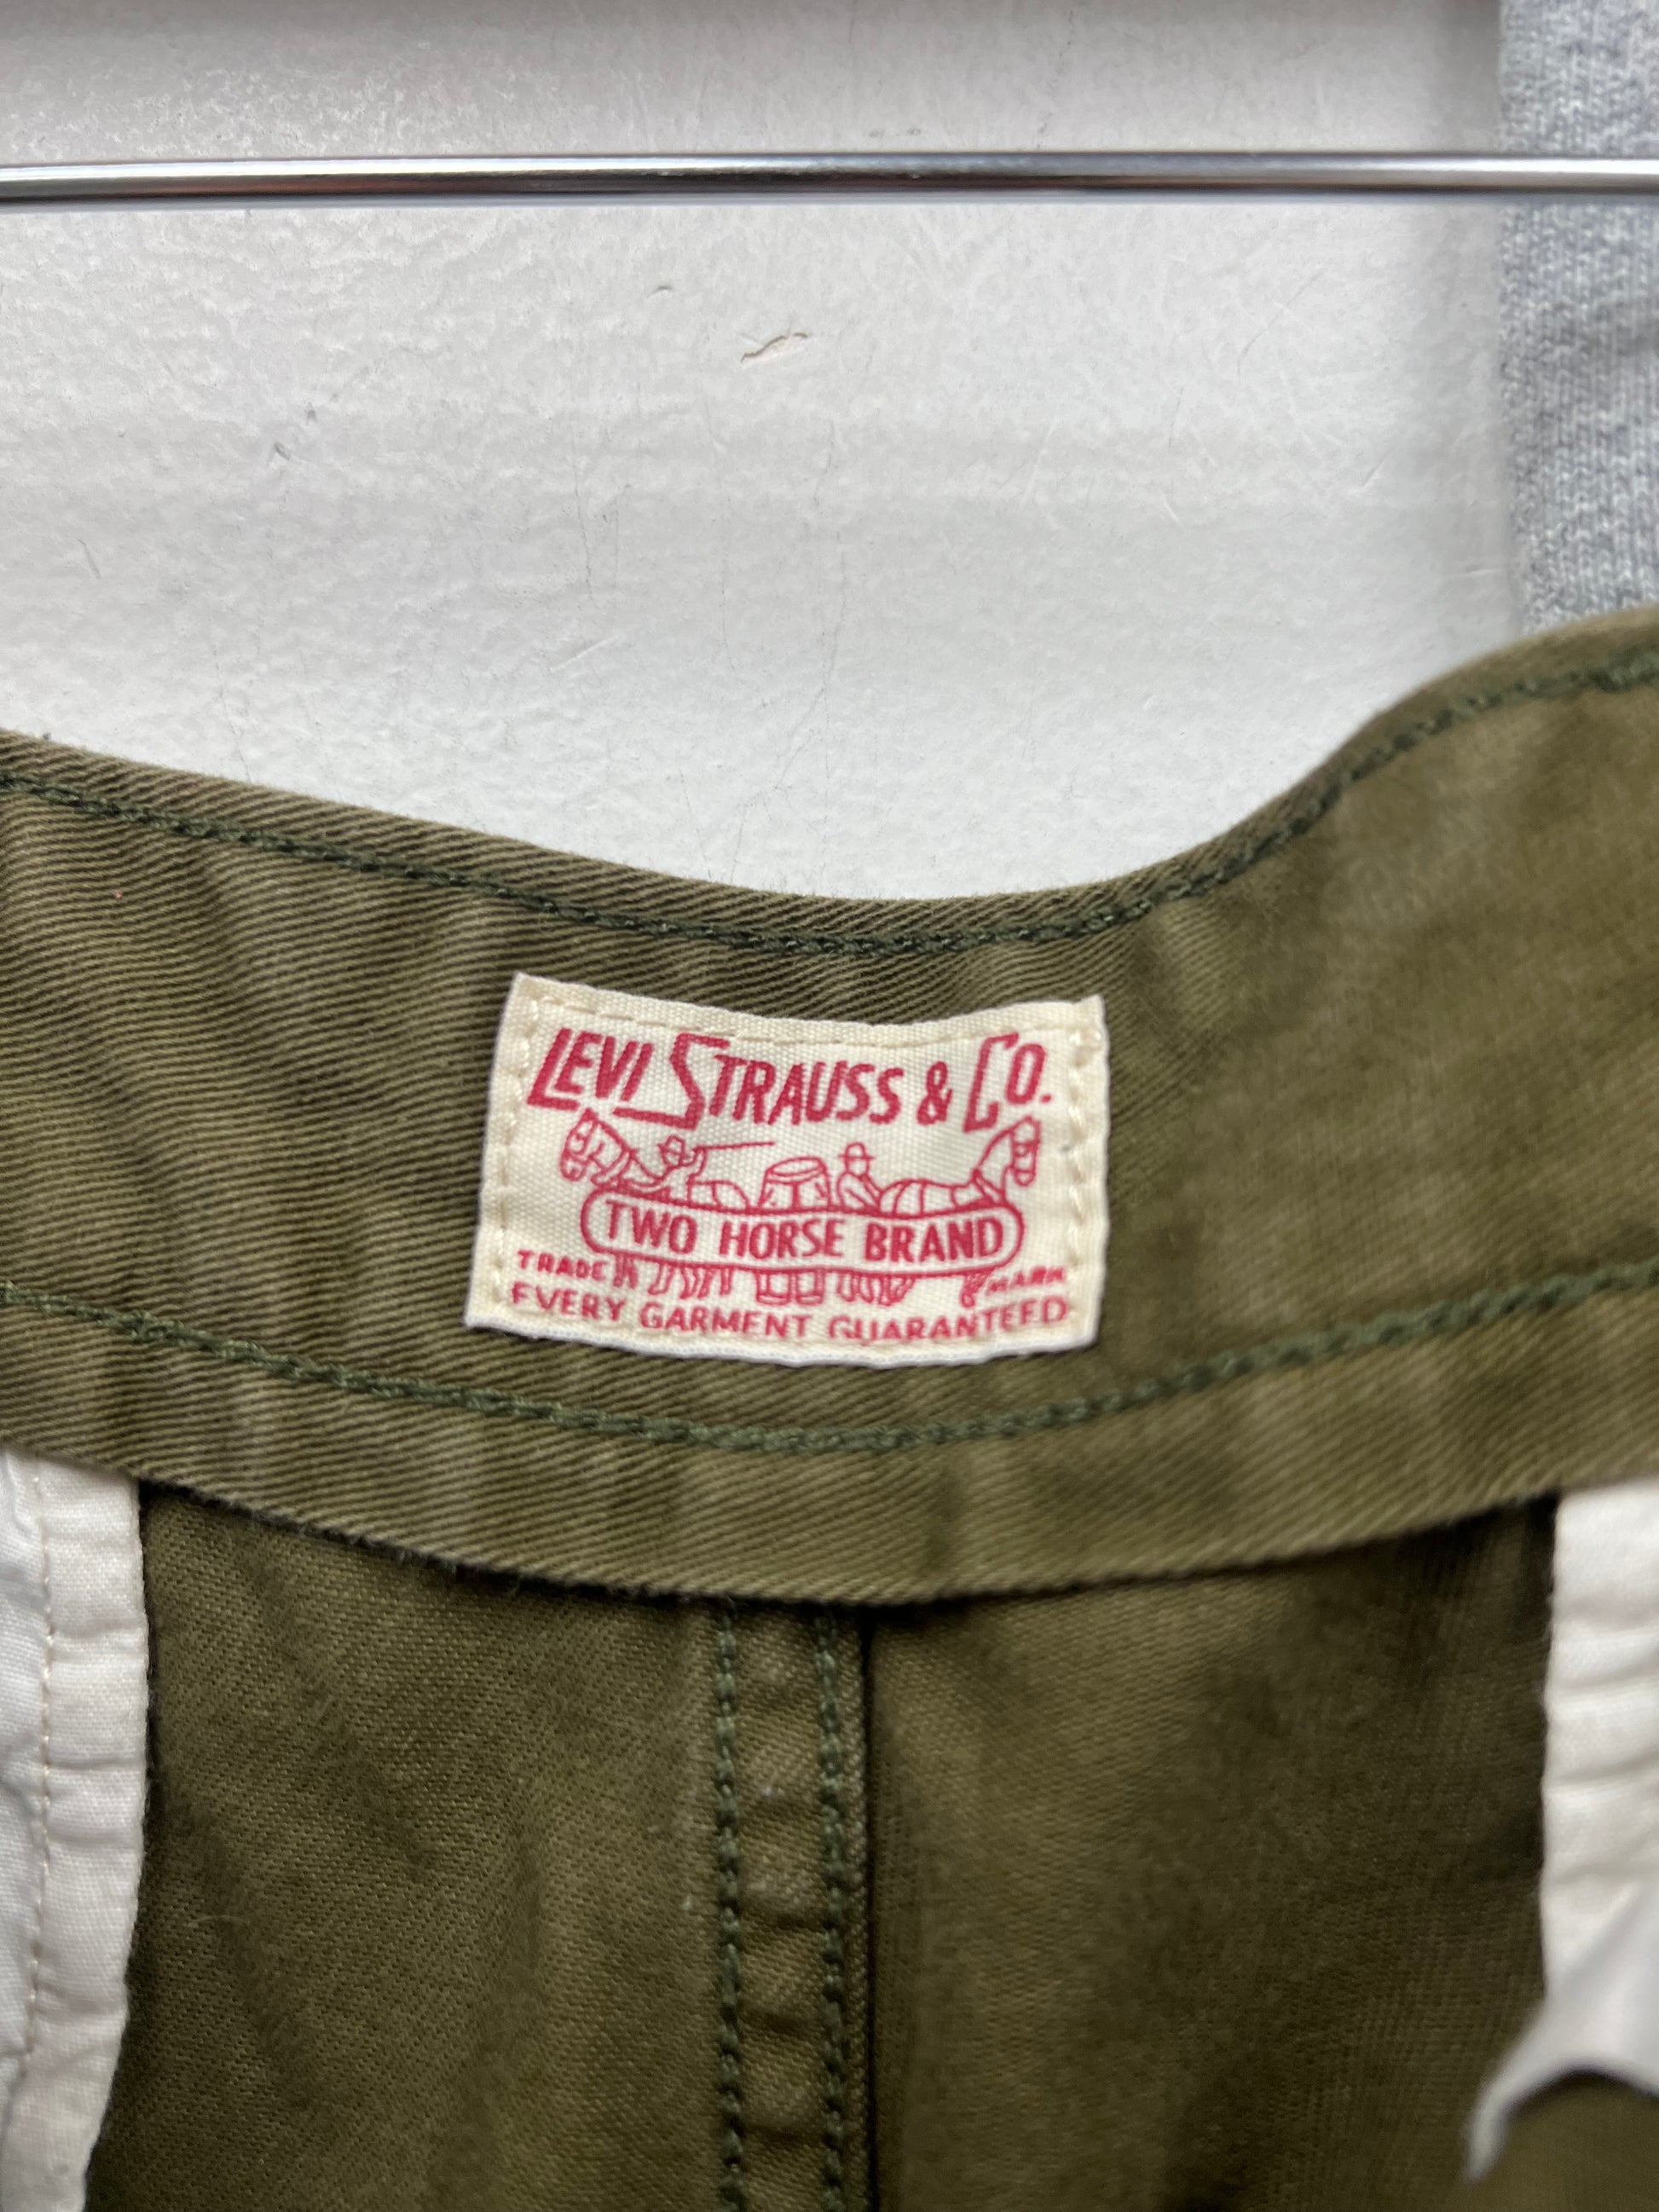 LEVI STRAUSS & CO.
TWO HORSE BRAND
TRADE MARK
EVERY GARMENT GUARANTEED